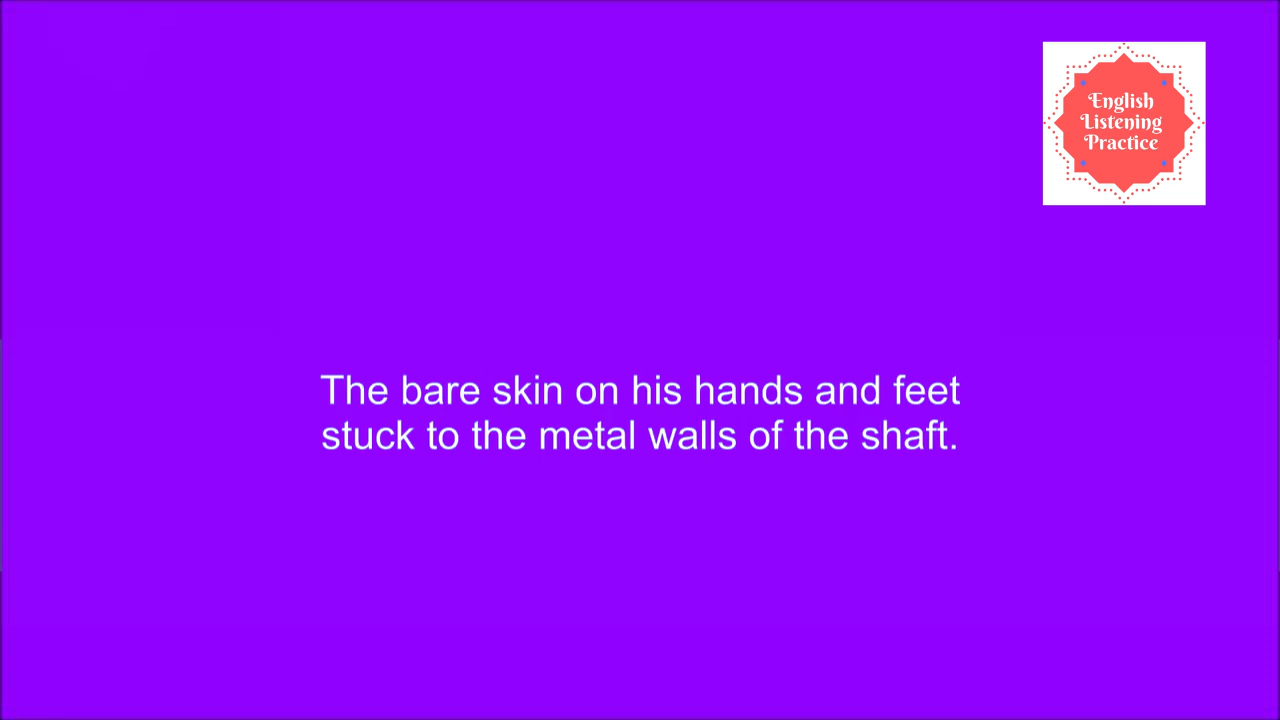 English
Listening
Practice
The bare skin on his hands and feet
stuck to the metal walls of the shaft.